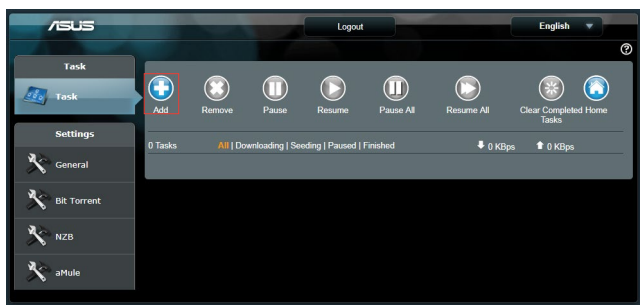 ASUS
Logout
English
Task
Task
Settings
General
Bit Torrent
NZB
aMule
Add
Remove
Pause
Resume
Pause All
Resume All
Clear Completed Tasks
Home
0 Tasks
All | Downloading | Seeding | Paused | Finished
0 KBps
0 KBps